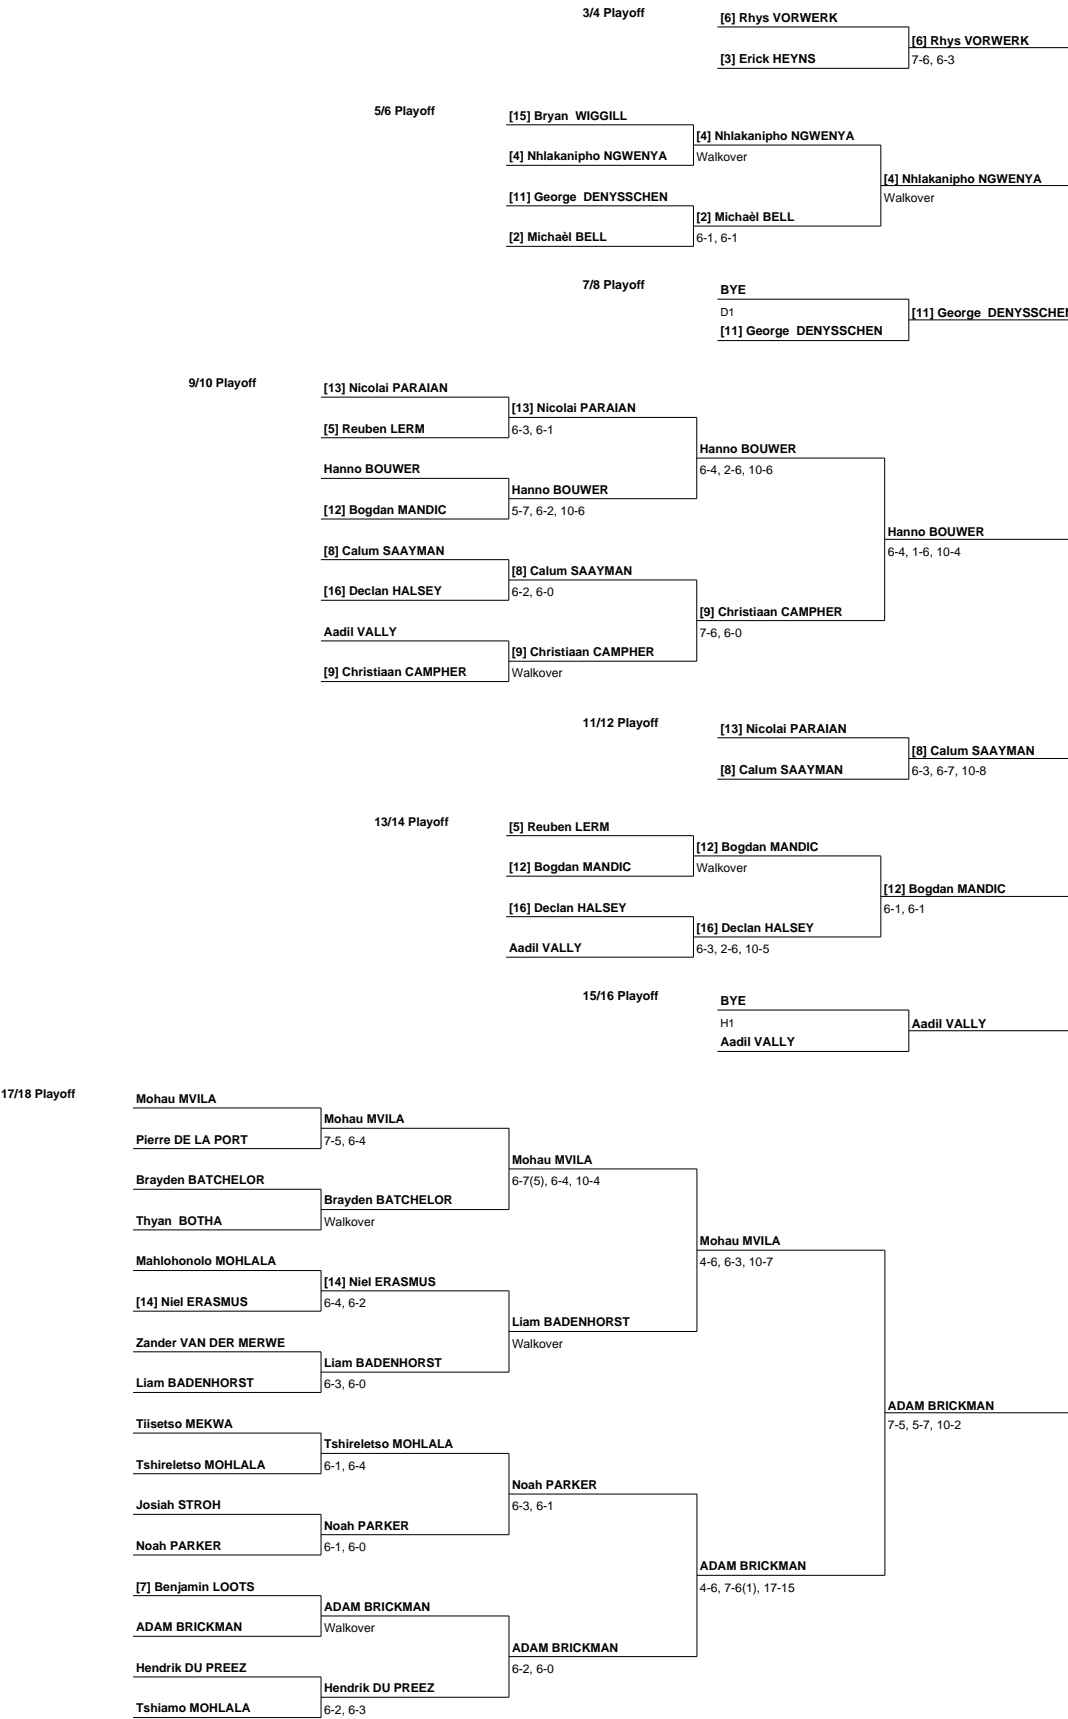 3/4 Playoff
[6] Rhys VORWERK
[6] Rhys VORWERK
[3] Erick HEYNS
7-6, 6-3
5/6 Playoff
[15] Bryan WIGGILL
[4] Nhlakanipho NGWENYA
[4] Nhlakanipho NGWENYA
Walkover
[4] Nhlakanipho NGWENYA
[11] George DENYSSCHEN
Walkover
[2] Michaèl BELL
[2] Michaèl BELL
6-1, 6-1
7/8 Playoff
BYE
D1
[11] George DENYSSCHEN
[11] George DENYSSCHEN
9/10 Playoff
[13] Nicolai PARAIAN
[13] Nicolai PARAIAN
[5] Reuben LERM
6-3, 6-1
Hanno BOUWER
Hanno BOUWER
6-4, 2-6, 10-6
Hanno BOUWER
[12] Bogdan MANDIC
5-7, 6-2, 10-6
Hanno BOUWER
[8] Calum SAAYMAN
6-4, 1-6, 10-4
[8] Calum SAAYMAN
[16] Declan HALSEY
6-2, 6-0
[9] Christiaan CAMPHER
Aadil VALLY
7-6, 6-0
[9] Christiaan CAMPHER
[9] Christiaan CAMPHER
Walkover
11/12 Playoff
[13] Nicolai PARAIAN
[8] Calum SAAYMAN
[8] Calum SAAYMAN
6-3, 6-7, 10-8
13/14 Playoff
[5] Reuben LERM
[12] Bogdan MANDIC
[12] Bogdan MANDIC
Walkover
[12] Bogdan MANDIC
[16] Declan HALSEY
6-1, 6-1
[16] Declan HALSEY
Aadil VALLY
6-3, 2-6, 10-5
15/16 Playoff
BYE
H1
Aadil VALLY
Aadil VALLY
17/18 Playoff
Mohau MVILA
Mohau MVILA
Pierre DE LA PORT
7-5, 6-4
Mohau MVILA
Brayden BATCHELOR
6-7(5), 6-4, 10-4
Brayden BATCHELOR
Thyan BOTHA
Walkover
Mohau MVILA
Mahlohonolo MOHLALA
4-6, 6-3, 10-7
[14] Niel ERASMUS
[14] Niel ERASMUS
6-4, 6-2
Liam BADENHORST
Zander VAN DER MERWE
Walkover
Liam BADENHORST
Liam BADENHORST
6-3, 6-0
ADAM BRICKMAN
Tiisetso MEKWA
7-5, 5-7, 10-2
Tshireletso MOHLALA
Tshireletso MOHLALA
6-1, 6-4
Noah PARKER
Josiah STROH
6-3, 6-1
Noah PARKER
Noah PARKER
6-1, 6-0
ADAM BRICKMAN
[7] Benjamin LOOTS
4-6, 7-6(1), 17-15
ADAM BRICKMAN
ADAM BRICKMAN
Walkover
ADAM BRICKMAN
Hendrik DU PREEZ
6-2, 6-0
Hendrik DU PREEZ
Tshiamo MOHLALA
6-2, 6-3